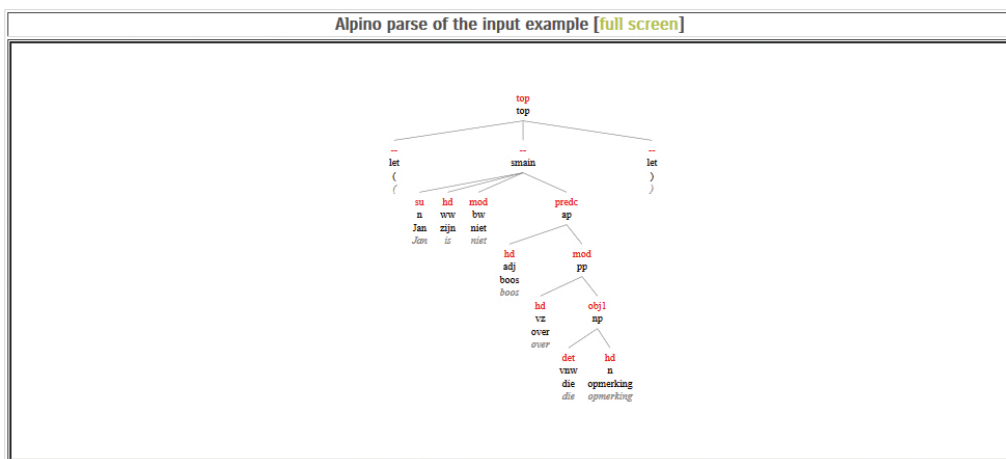 Alpino parse of the input example [full screen]
top
top
-- -- --
let smain let
( )
( )
su hd mod predc
n ww bw ap
Jan zijn niet
Jan is niet
hd mod
adj pp
boos
boos
hd obj1
vz np
over
over
det hd
vnw n
die opmerking
die opmerking